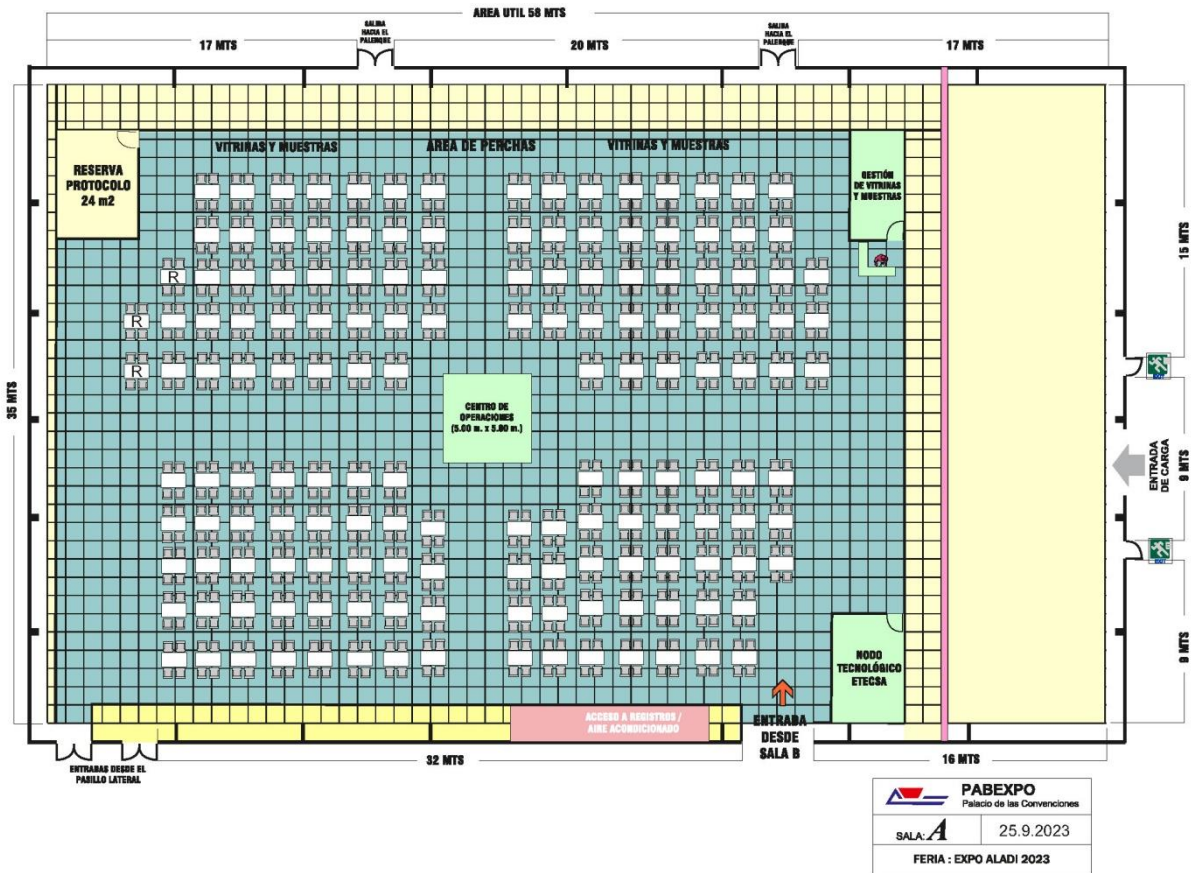 AREA UTIL 58 MTS
17 MTS
SALIDA
HACIA EL
PALENQUE
20 MTS
SALIDA
HACIA EL
PALENQUE
17 MTS
VITRINAS Y MUESTRAS
AREA DE PERCHAS
VITRINAS Y MUESTRAS
RESERVA
PROTOCOLO
24 m2
GESTIÓN
DE VITRINAS
Y MUESTRAS
R
R
R
CENTRO DE
OPERACIONES
(5.00 m. x 5.80 m.)
35 MTS
15 MTS
ENTRADA
DE CARGA
9 MTS
9 MTS
NODO
TECNOLÓGICO
ETECSA
ACCESO A REGISTROS /
AIRE ACONDICIONADO
ENTRADA
DESDE
SALA B
ENTRADAS DESDE EL
PASILLO LATERAL
32 MTS
16 MTS
PABEXPO
Palacio de las Convenciones
SALA: A
25.9.2023
FERIA : EXPO ALADI 2023